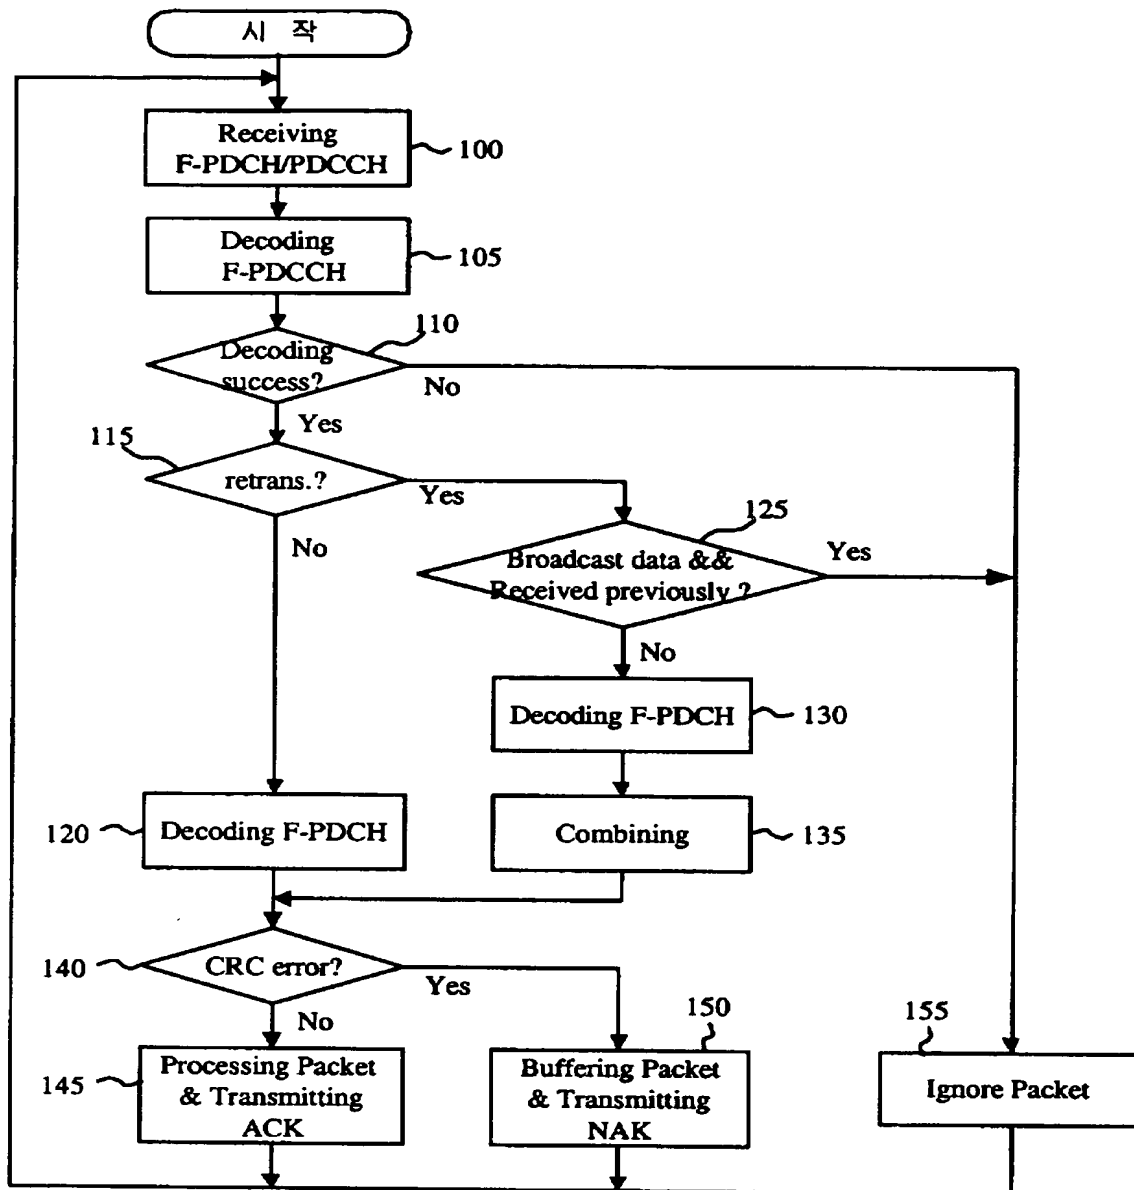 시 작
Receiving
F-PDCH/PDCCH
100
Decoding
F-PDCCH
105
110
Decoding
success?
No
Yes
115
retrans.?
Yes
No
125
Broadcast data &&
Received previously ?
Yes
No
Decoding F-PDCH
130
120
Decoding F-PDCH
Combining
135
140
CRC error?
Yes
No
145
Processing Packet
& Transmitting
ACK
150
Buffering Packet
& Transmitting
NAK
155
Ignore Packet